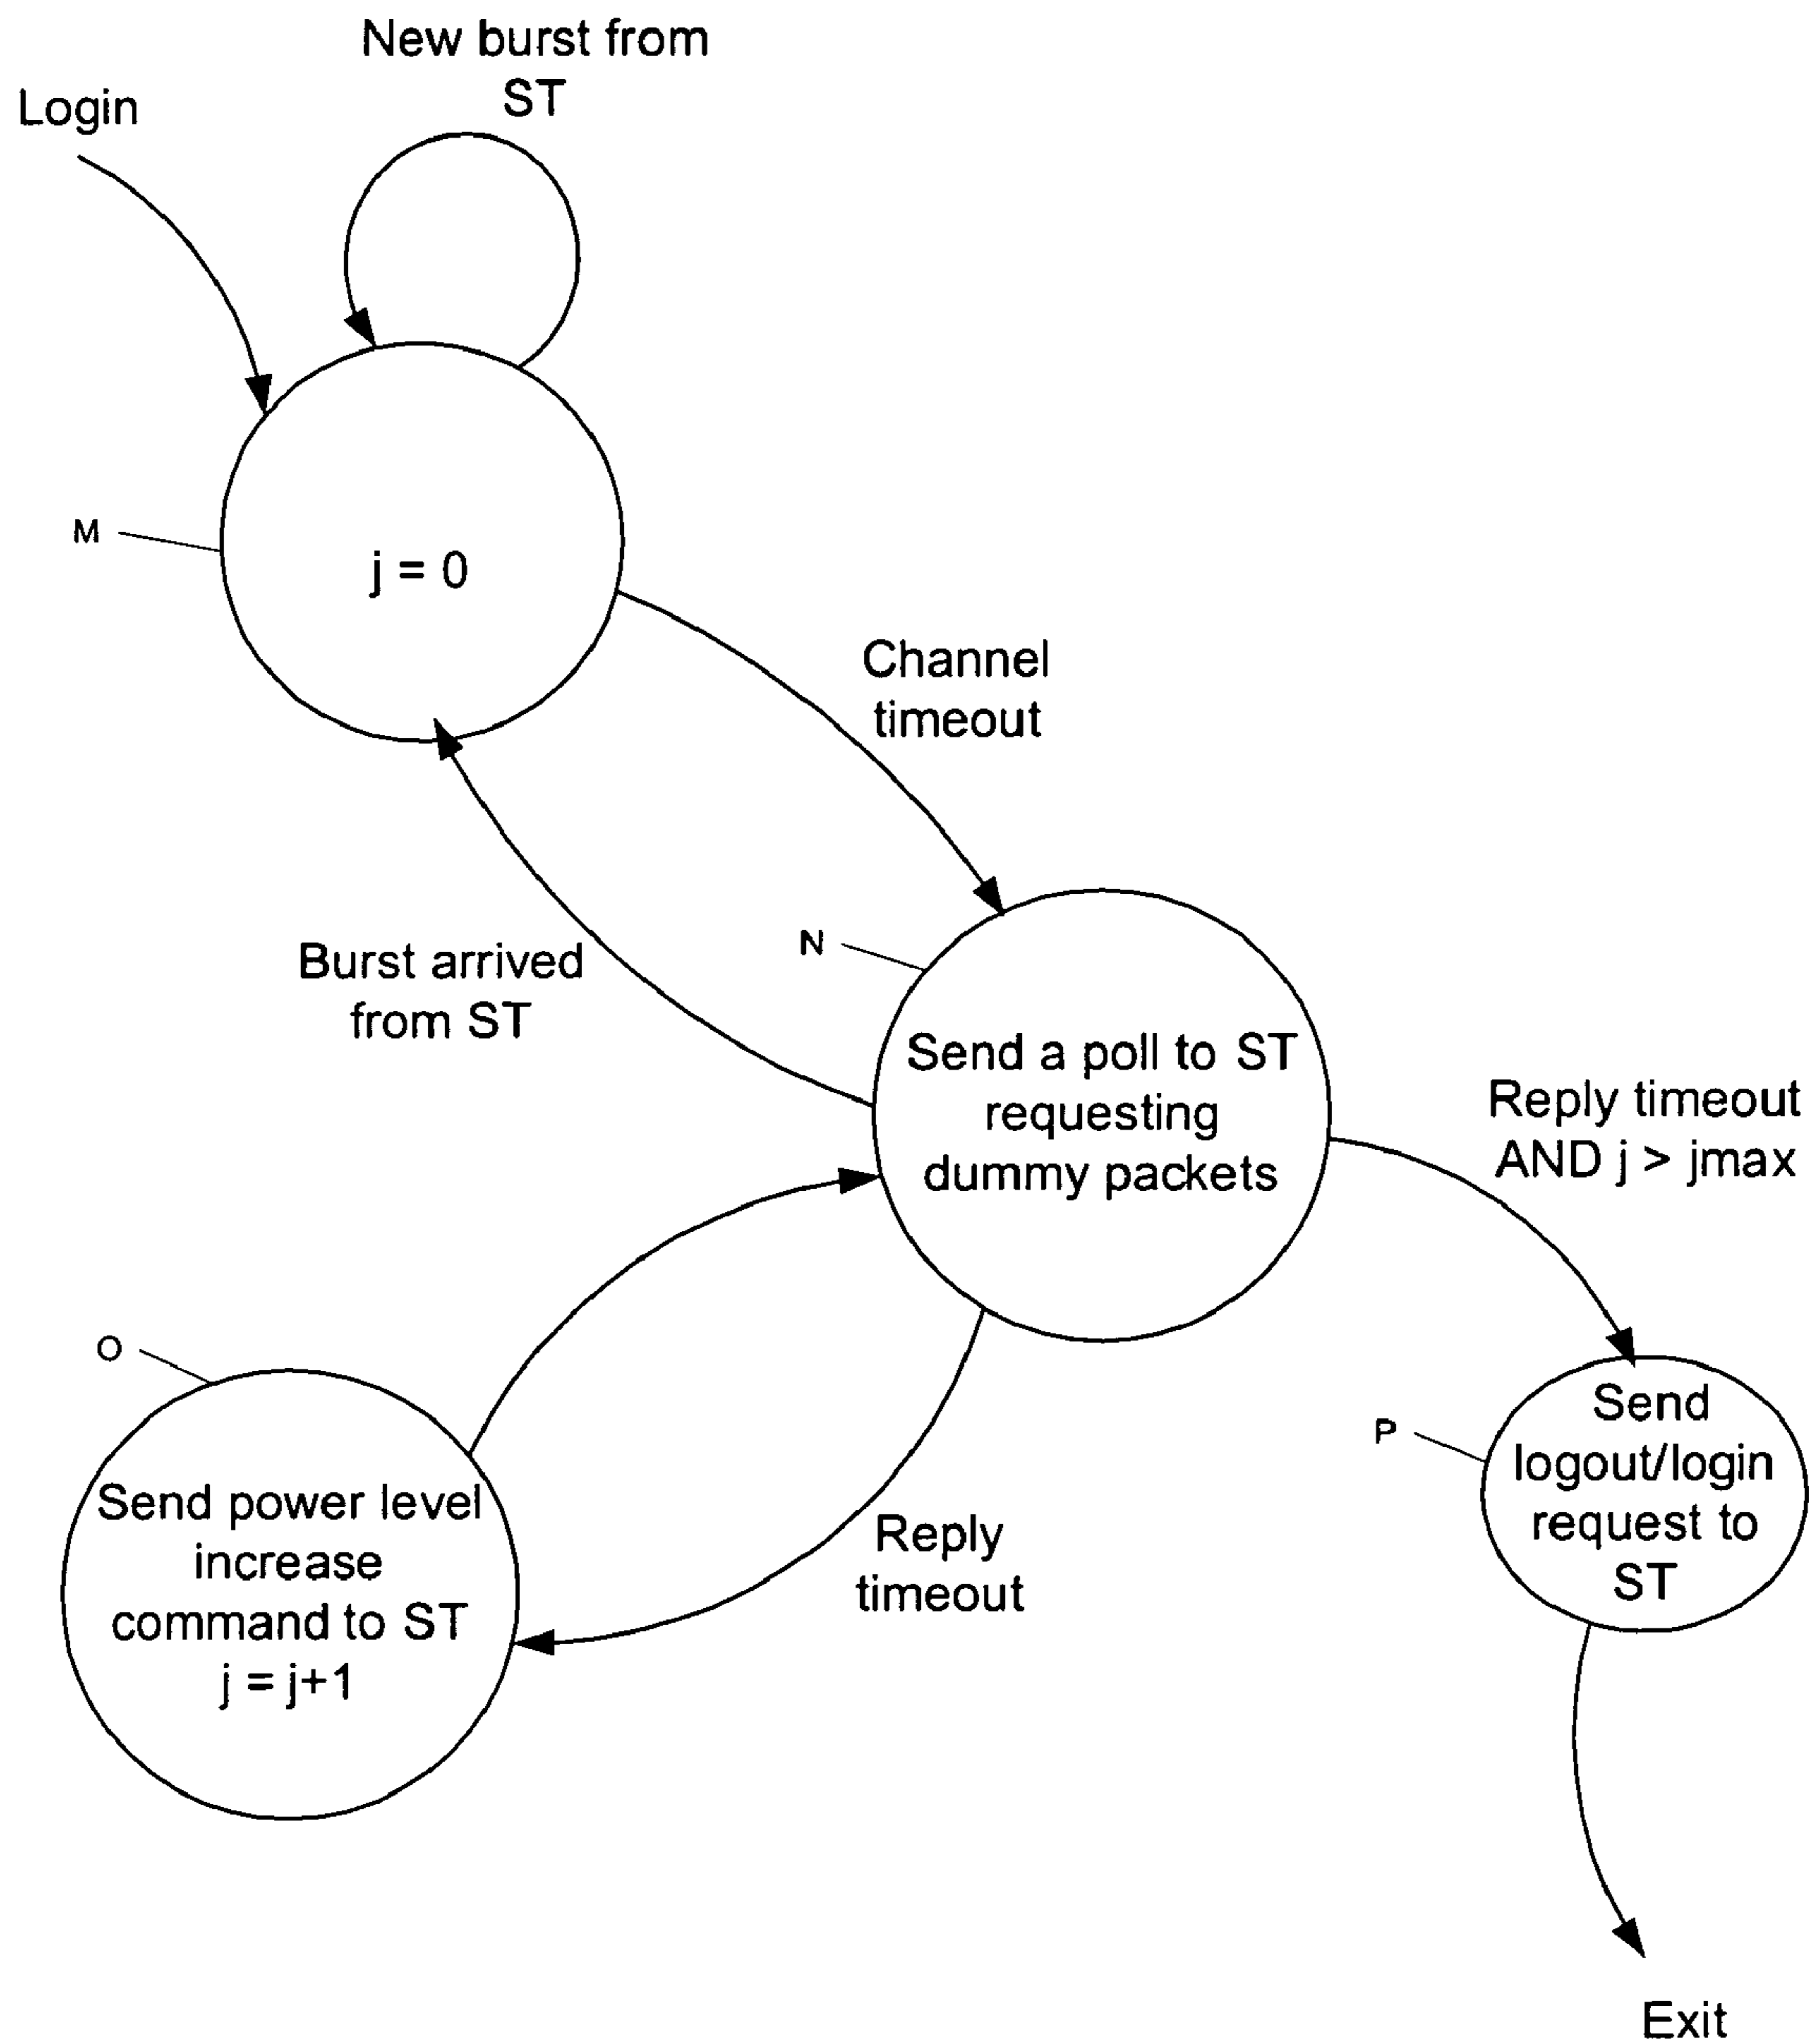 New burst from
ST
Login
M
j = 0
Channel
timeout
N
Burst arrived
from ST
Send a poll to ST
requesting
dummy packets
Reply timeout
AND j > jmax
O
Send power level
increase
command to ST
j = j+1
Reply
timeout
P
Send
logout/login
request to
ST
Exit